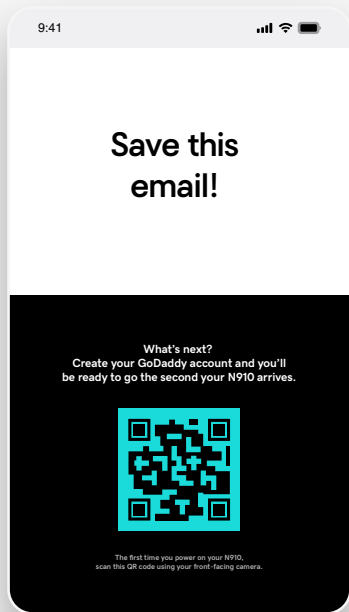 9:41
Save this
email!
What's next?
Create your GoDaddy account and you'll
be ready to go the second your N910 arrives.
The first time you power on your N910,
scan this QR code using your front-facing camera.